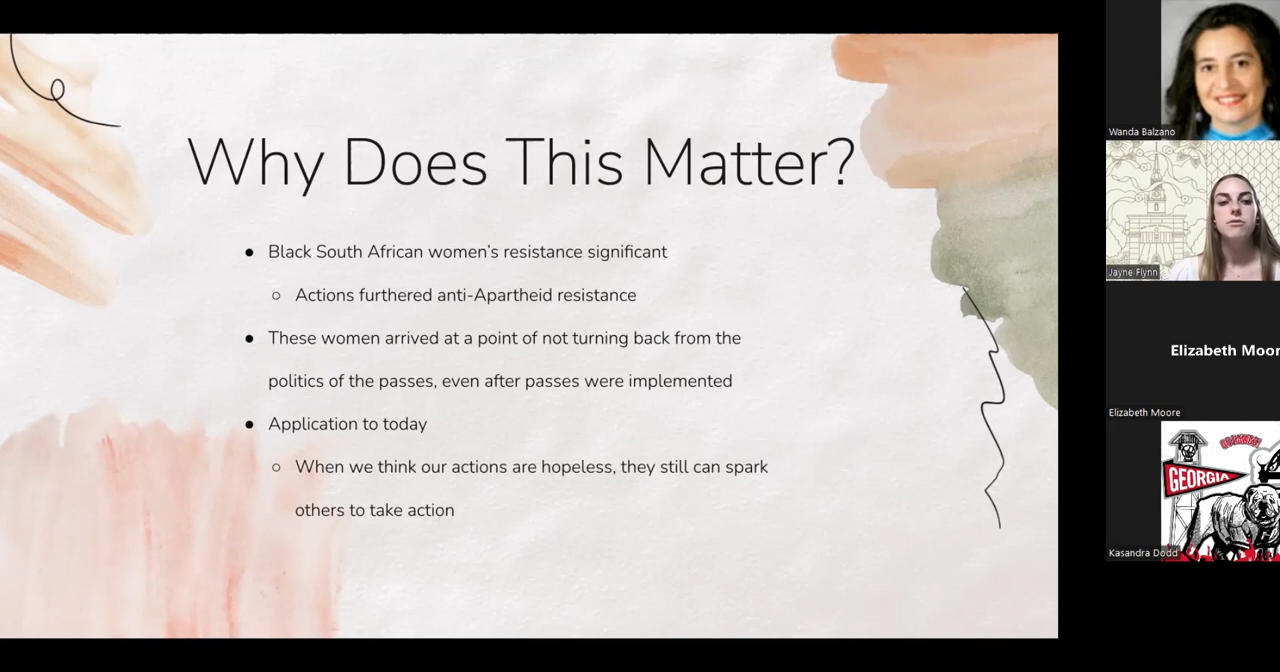 Why Does This Matter?
● Black South African women's resistance significant
○ Actions furthered anti-Apartheid resistance
● These women arrived at a point of not turning back from the
politics of the passes, even after passes were implemented
● Application to today
○ When we think our actions are hopeless, they still can spark
others to take action
Wanda Balzano
Jayne Flynn
Elizabeth Moor
Elizabeth Moore
GEORGIA
Kasandra Dodd